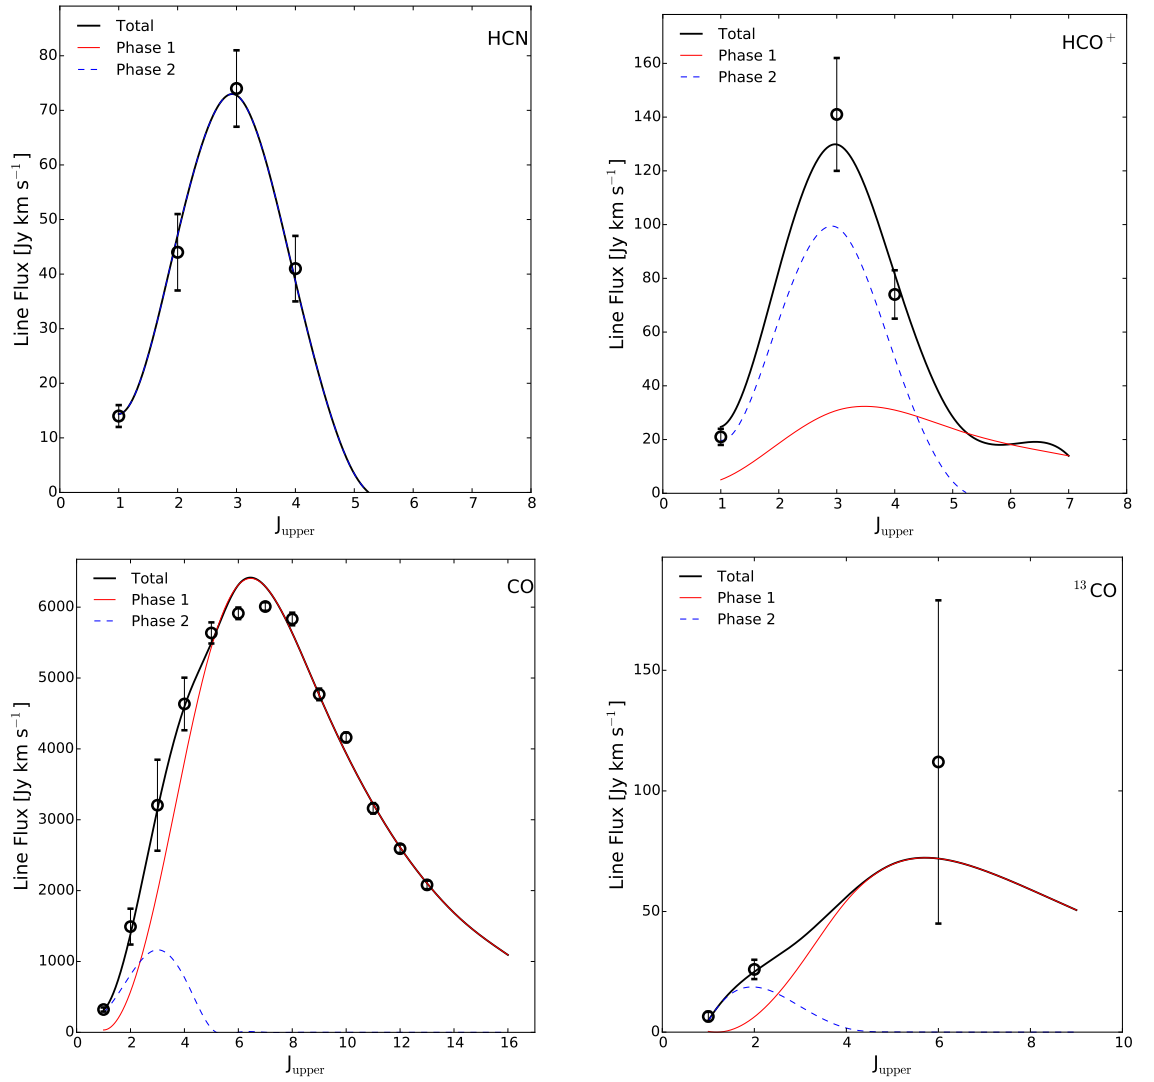 HCN
Total
Phase 1
Phase 2
80
70
60
50
40
30
20
10
0
Line Flux [Jy km s⁻¹]
0 1 2 3 4 5 6 7 8
J_upper
HCO⁺
Total
Phase 1
Phase 2
160
140
120
100
80
60
40
20
0
Line Flux [Jy km s⁻¹]
0 1 2 3 4 5 6 7 8
J_upper
CO
Total
Phase 1
Phase 2
6000
5000
4000
3000
2000
1000
0
Line Flux [Jy km s⁻¹]
0 2 4 6 8 10 12 14 16
J_upper
¹³CO
Total
Phase 1
Phase 2
150
100
50
0
Line Flux [Jy km s⁻¹]
0 2 4 6 8 10
J_upper